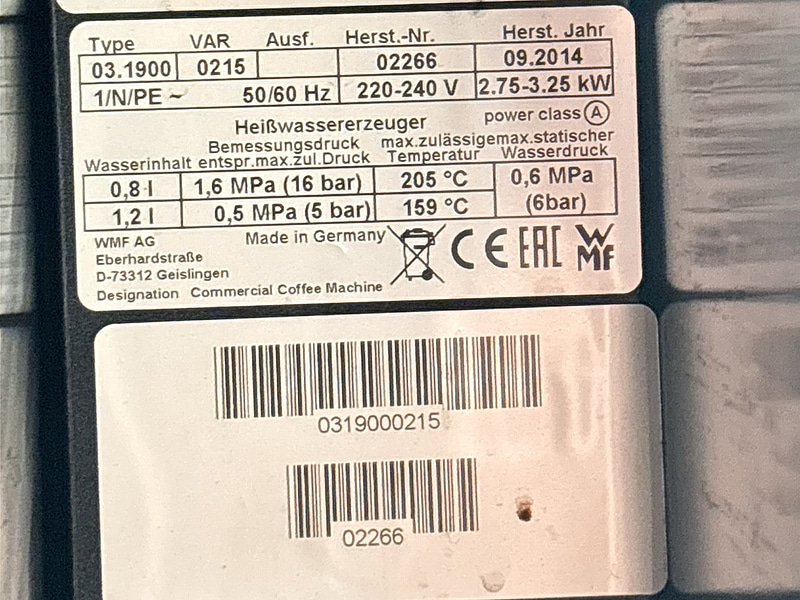 Type VAR Ausf. Herst.-Nr. Herst. Jahr
03.1900 0215 02266 09.2014
1/N/PE ~ 50/60 Hz 220-240 V 2.75-3.25 kW
power class A
Heißwassererzeuger
Bemessungsdruck max.zulässige max.statischer
Wasserinhalt entspr.max.zul.Druck Temperatur Wasserdruck
0,8 l 1,6 MPa (16 bar) 205 °C 0,6 MPa
1,2 l 0,5 MPa (5 bar) 159 °C (6bar)
WMF AG Made in Germany
Eberhardstraße
D-73312 Geislingen
Designation Commercial Coffee Machine
CE EAC WMF
0319000215
02266